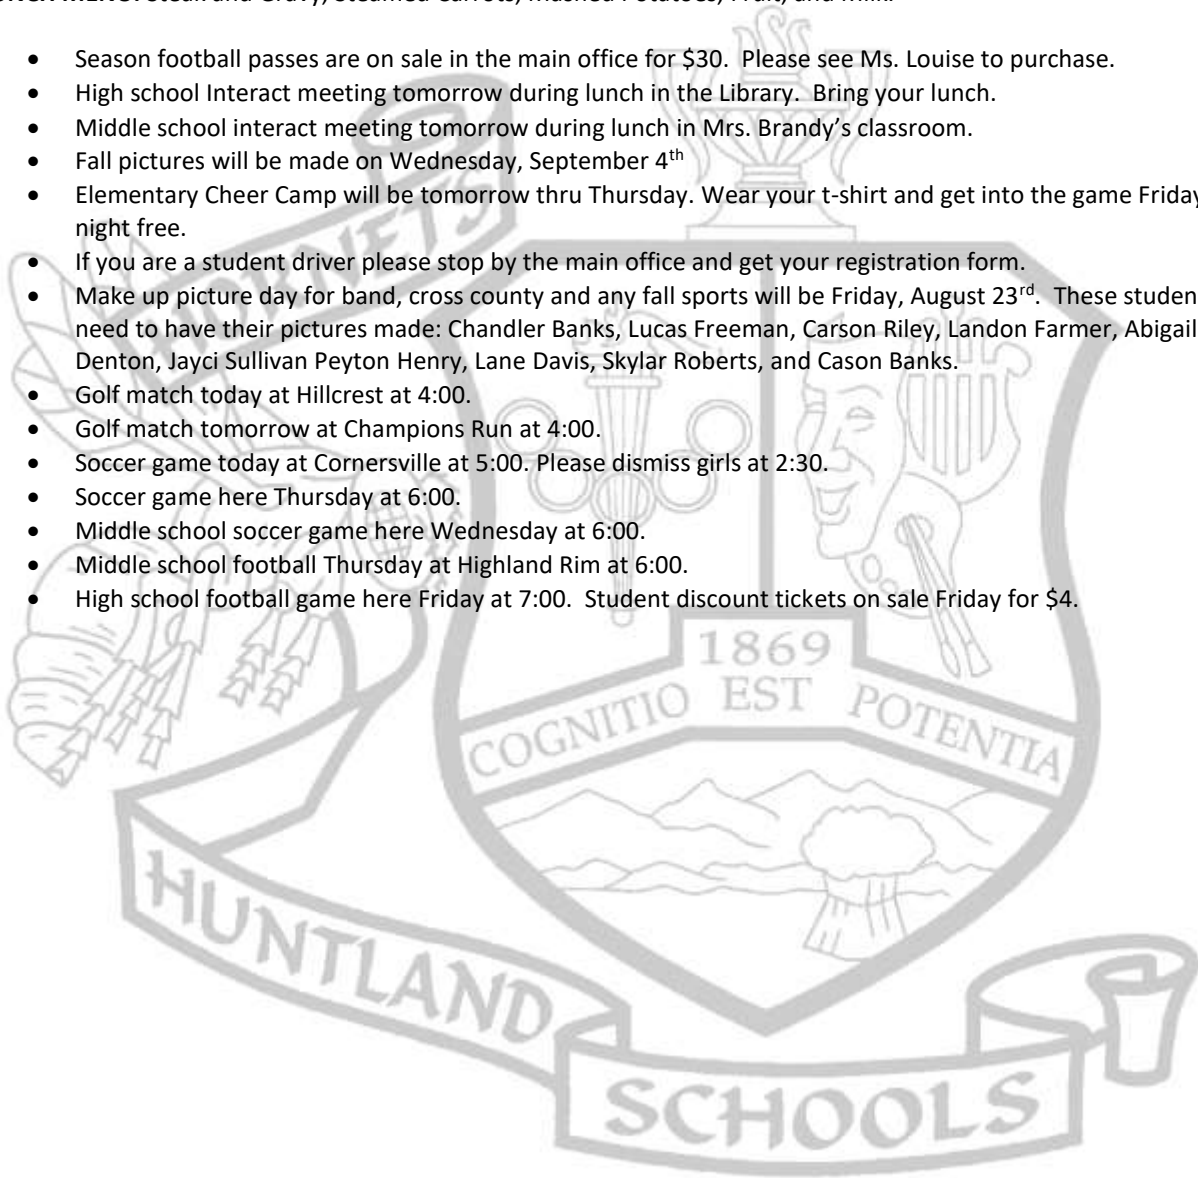 Steak and Gravy, Steamed Carrots, Mashed Potatoes, Fruit, and Milk.
• Season football passes are on sale in the main office for $30. Please see Ms. Louise to purchase.
• High school Interact meeting tomorrow during lunch in the Library. Bring your lunch.
• Middle school interact meeting tomorrow during lunch in Mrs. Brandy’s classroom.
• Fall pictures will be made on Wednesday, September 4th
• Elementary Cheer Camp will be tomorrow thru Thursday. Wear your t-shirt and get into the game Friday
night free.
• If you are a student driver please stop by the main office and get your registration form.
• Make up picture day for band, cross county and any fall sports will be Friday, August 23rd. These studen
need to have their pictures made: Chandler Banks, Lucas Freeman, Carson Riley, Landon Farmer, Abigail
Denton, Jayci Sullivan Peyton Henry, Lane Davis, Skylar Roberts, and Cason Banks.
• Golf match today at Hillcrest at 4:00.
• Golf match tomorrow at Champions Run at 4:00.
• Soccer game today at Cornersville at 5:00. Please dismiss girls at 2:30.
• Soccer game here Thursday at 6:00.
• Middle school soccer game here Wednesday at 6:00.
• Middle school football Thursday at Highland Rim at 6:00.
• High school football game here Friday at 7:00. Student discount tickets on sale Friday for $4.
HORNETS
1869
COGNITIO EST POTENTIA
HUNTLAND
SCHOOLS